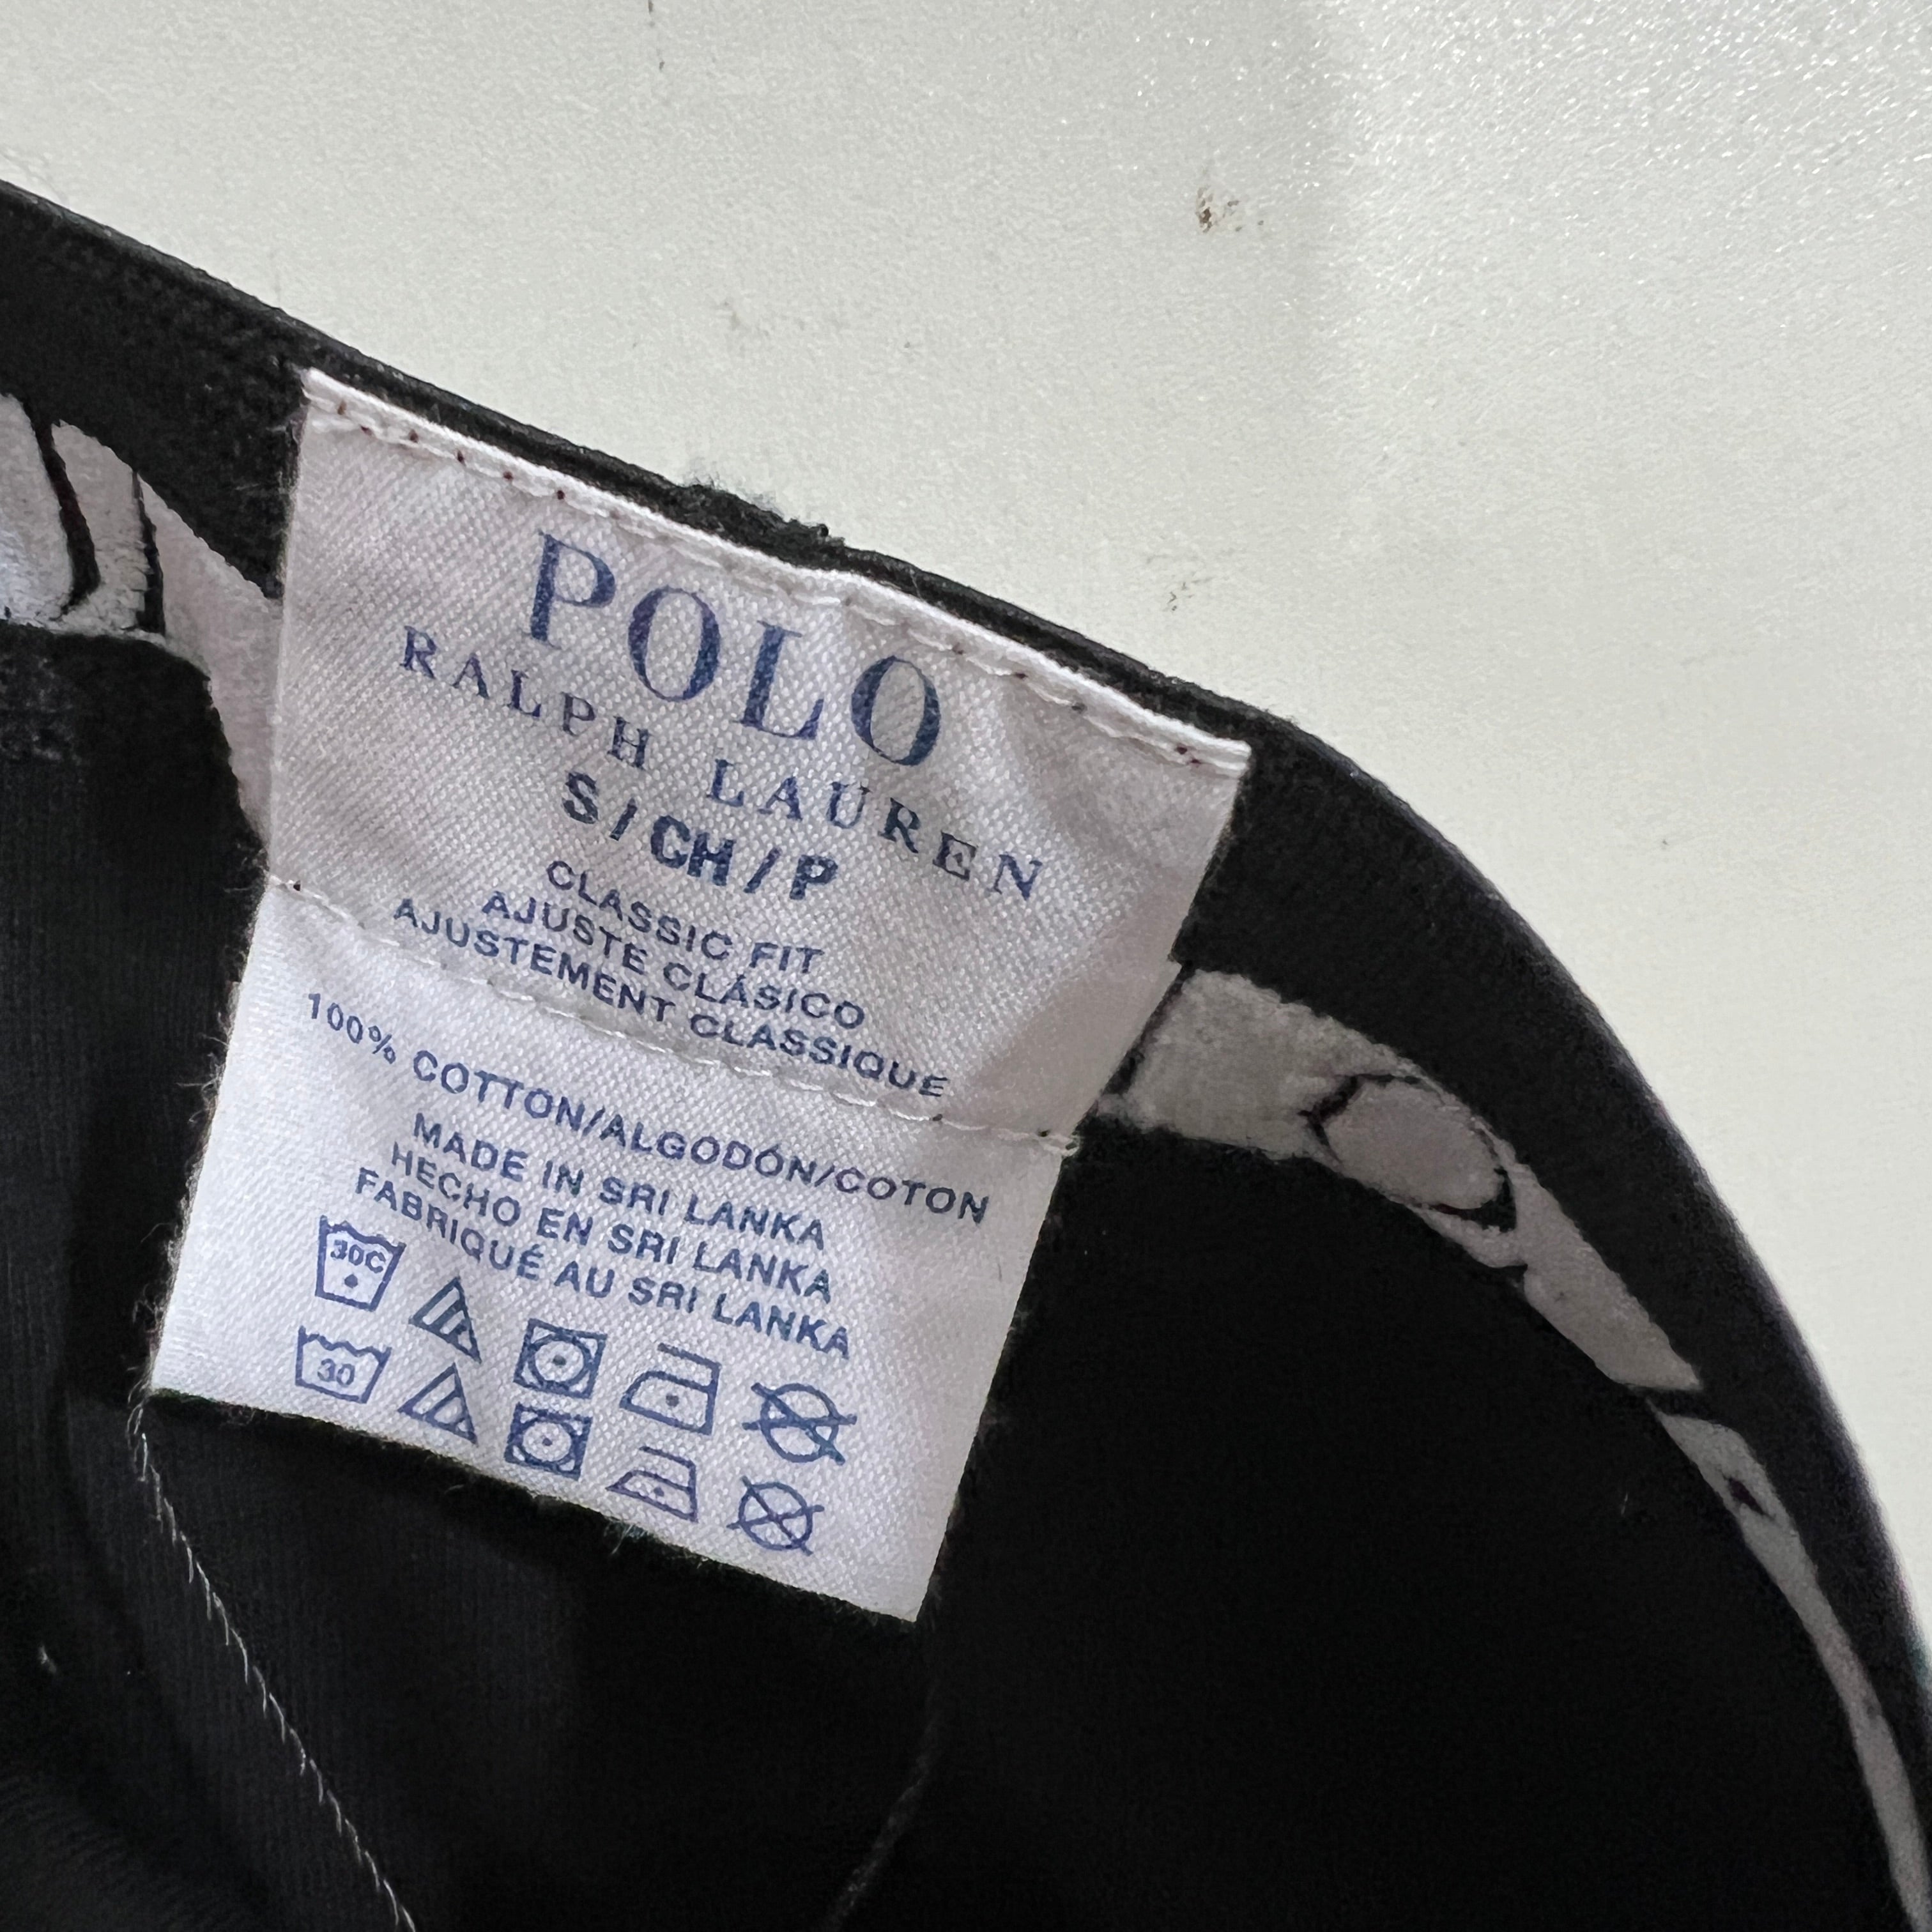 POLO
RALPH LAUREN
S/CH/P
CLASSIC FIT
AJUSTE CLÁSICO
AJUSTEMENT CLASSIQUE
100% COTTON/ALGODÓN/COTON
MADE IN SRI LANKA
HECHO EN SRI LANKA
FABRIQUÉ AU SRI LANKA
30C
30